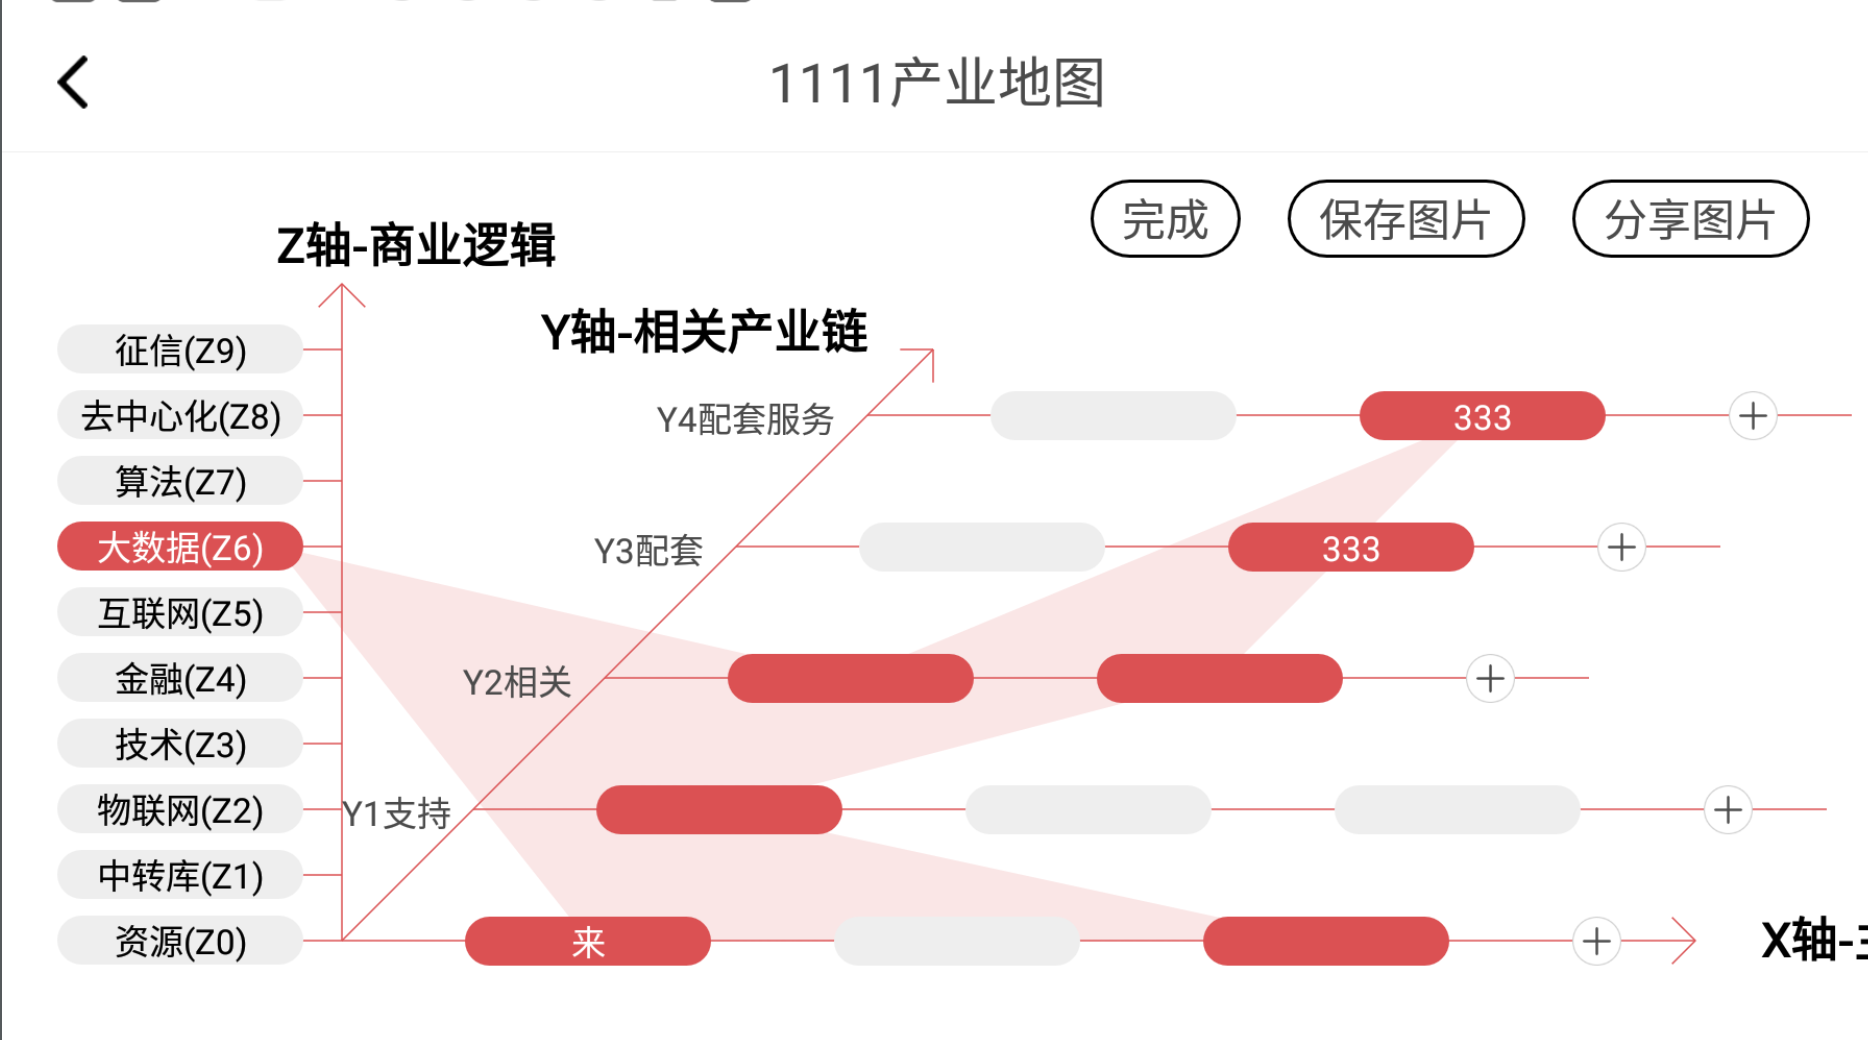 1111产业地图
完成
保存图片
分享图片
Z轴-商业逻辑
Y轴-相关产业链
征信(Z9)
去中心化(Z8)
算法(Z7)
大数据(Z6)
互联网(Z5)
金融(Z4)
技术(Z3)
物联网(Z2)
中转库(Z1)
资源(Z0)
Y4配套服务
333
Y3配套
333
Y2相关
Y1支持
来
X轴-